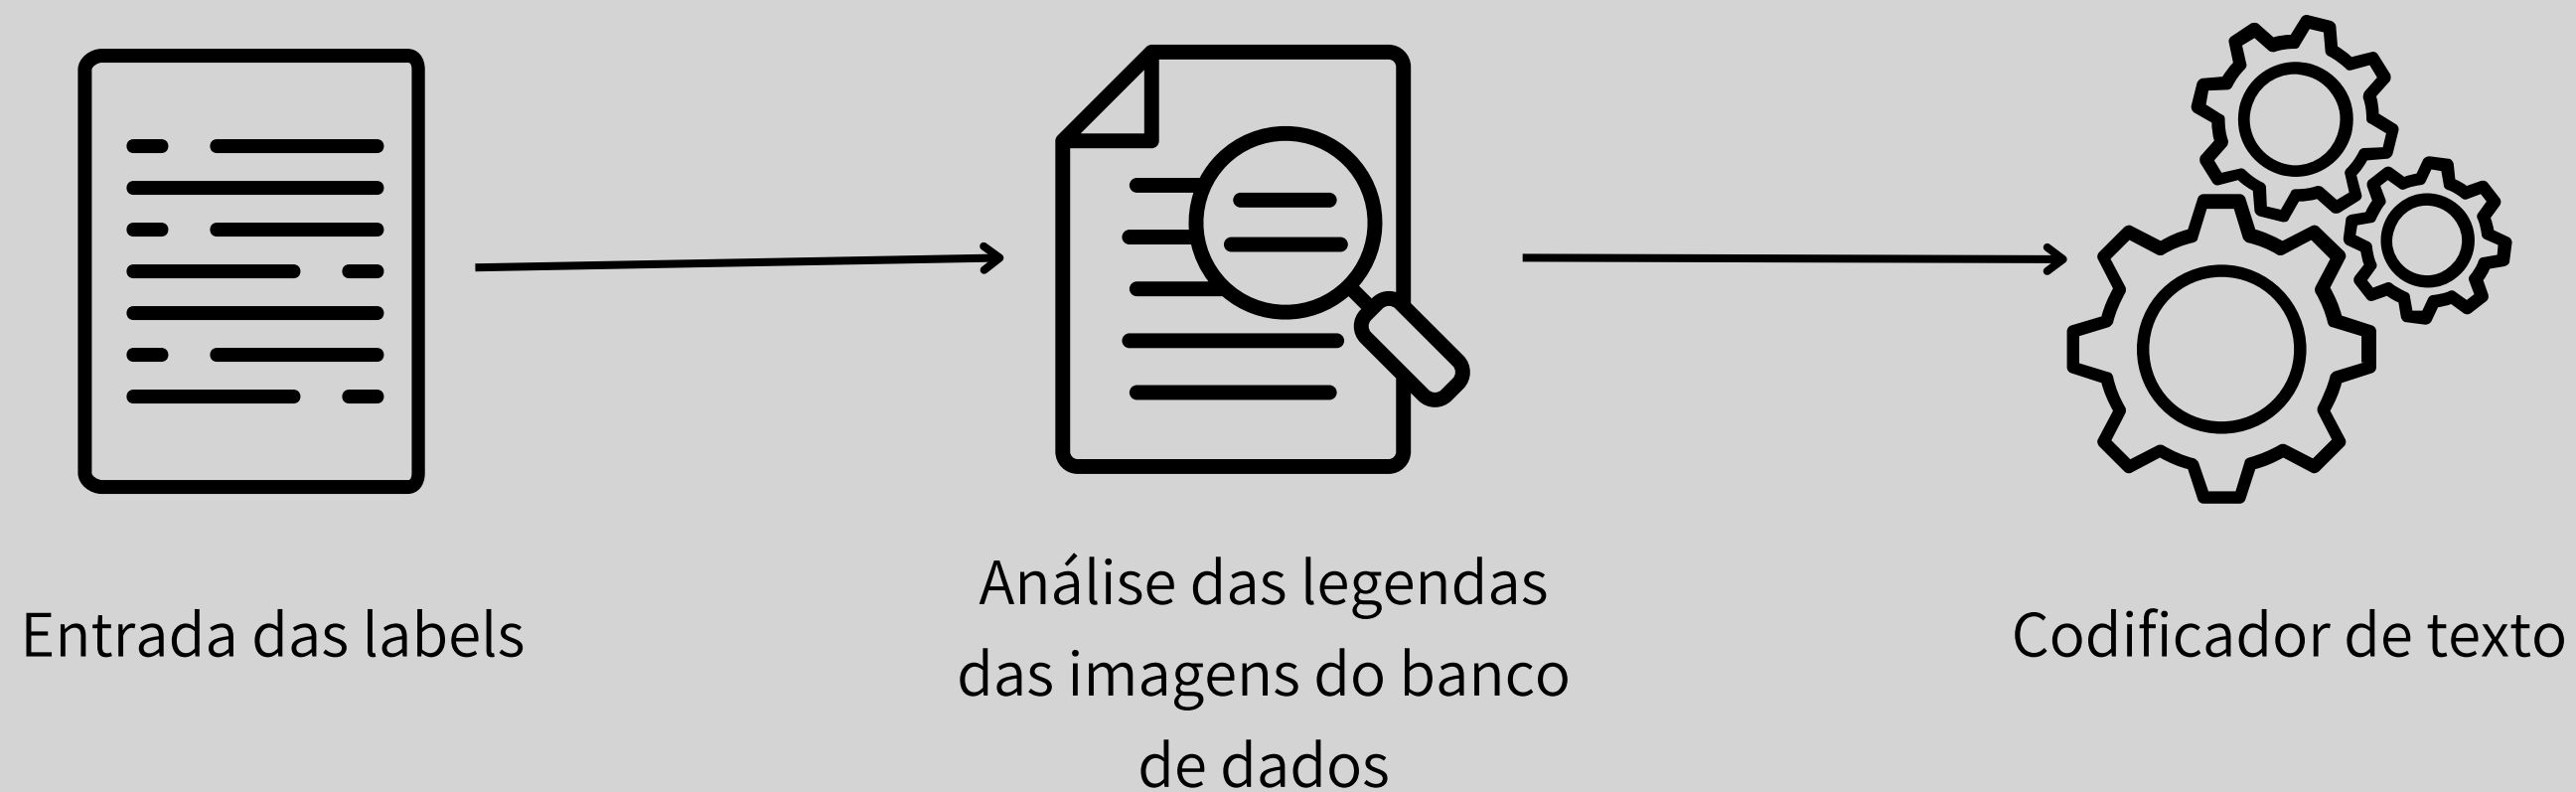 Entrada das labels
Análise das legendas
das imagens do banco
de dados
Codificador de texto